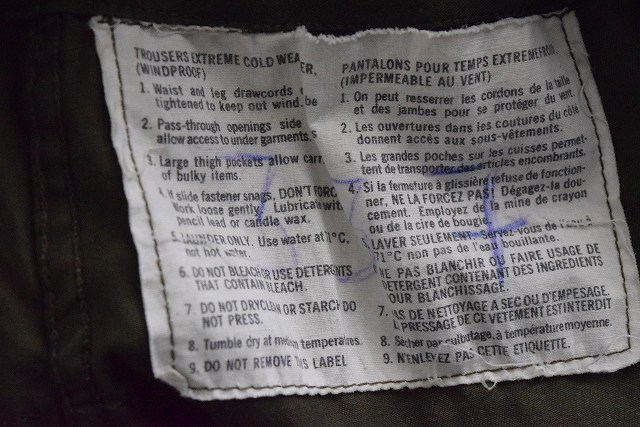 TROUSERS EXTREME COLD WEA ER.
(WINDPROOF)
1. Waist and leg drawcords
tightened to keep out wind. be
2. Pass-through openings side
allow access to under garments.
3. Large thigh pockets allow carr
of bulky items.
4. If slide fastener snags, DON'T FORC
Work loose gently. Lubricate with
pencil lead or candle wax.
5. LAUNDER ONLY. Use water at 71°C,
not hot water.
6. DO NOT BLEACH OR USE DETERGENTS
THAT CONTAIN BLEACH.
7. DO NOT DRYCLEAN OR STARCH DO
NOT PRESS.
8. Tumble dry at medium temperatures.
9. DO NOT REMOVE THIS LABEL
PANTALONS POUR TEMPS EXTREME FROID.
(IMPERMEABLE AU VENT)
1. On peut resserrer les cordons de la taille
et des jambes pour se protéger du vent.
2. Les ouvertures dans les coutures du côté
donnent accès aux sous-vêtements.
3. Les grandes poches sur les cuisses permet-
tent de transporter des articles encombrants.
4. Si la fermeture à glissière refuse de fonction-
ner, NE LA FORCEZ PAS! Dégagez-la dou-
cement. Employez de la mine de crayon
ou de la cire de bougie.
5. LAVER SEULEMENT. Servez-vous de l'eau à
71°C non pas de l'eau bouillante.
NE PAS BLANCHIR OU FAIRE USAGE DE
DETERGENT CONTENANT DES INGREDIENTS
POUR BLANCHISSAGE.
7. PAS DE NETTOYAGE A SEC OU D'EMPESAGE.
LA PRESSAGE DE CE VETEMENT EST INTERDIT
8. Sécher par culbutage, à température moyenne.
9. N'ENLEVEZ PAS CETTE ETIQUETTE.